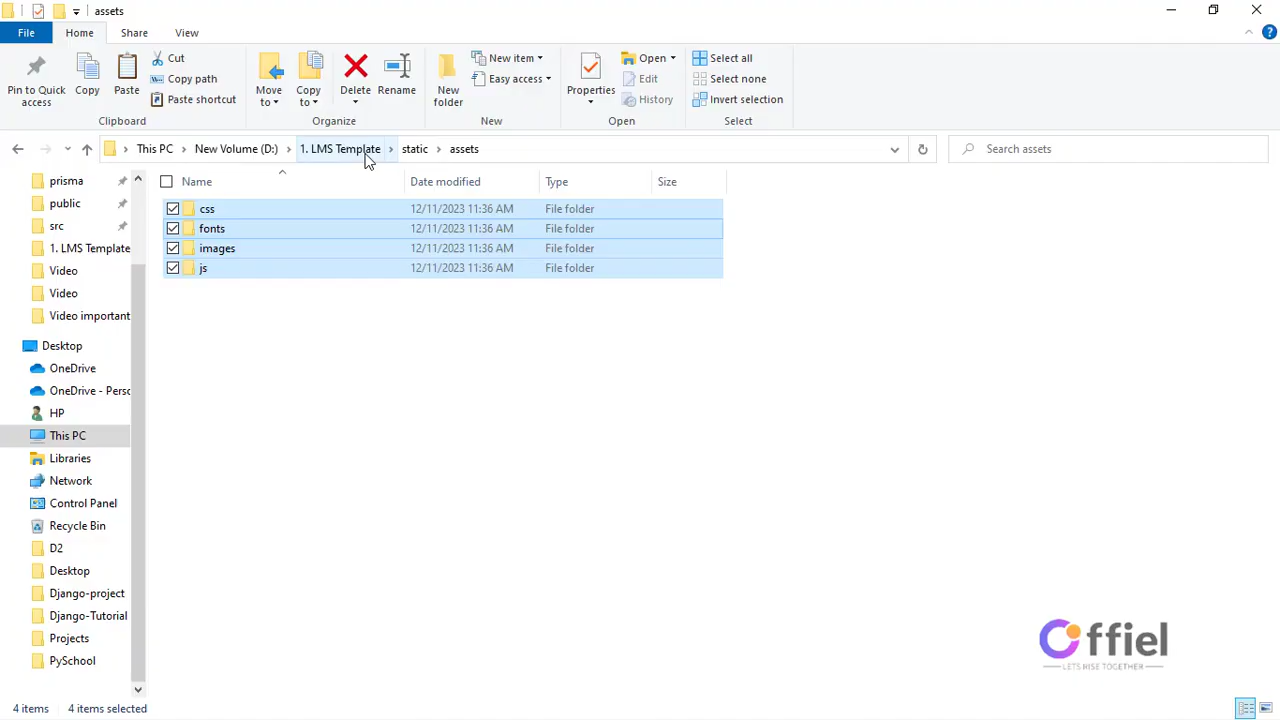 assets
File Home Share View
Pin to Quick access
Copy
Paste
Cut
Copy path
Paste shortcut
Clipboard
Move to
Copy to
Delete
Rename
Organize
New folder
New item
Easy access
New
Properties
Open
Edit
History
Open
Select all
Select none
Invert selection
Select
This PC > New Volume (D:) > 1. LMS Template > static > assets
Search assets
Name Date modified Type Size
css 12/11/2023 11:36 AM File folder
fonts 12/11/2023 11:36 AM File folder
images 12/11/2023 11:36 AM File folder
js 12/11/2023 11:36 AM File folder
prisma
public
src
1. LMS Template
Video
Video
Video important
Desktop
OneDrive
OneDrive - Perso
HP
This PC
Libraries
Network
Control Panel
Recycle Bin
D2
Desktop
Django-project
Django-Tutorial
Projects
PySchool
Offiel
LETS RISE TOGETHER
4 items 4 items selected